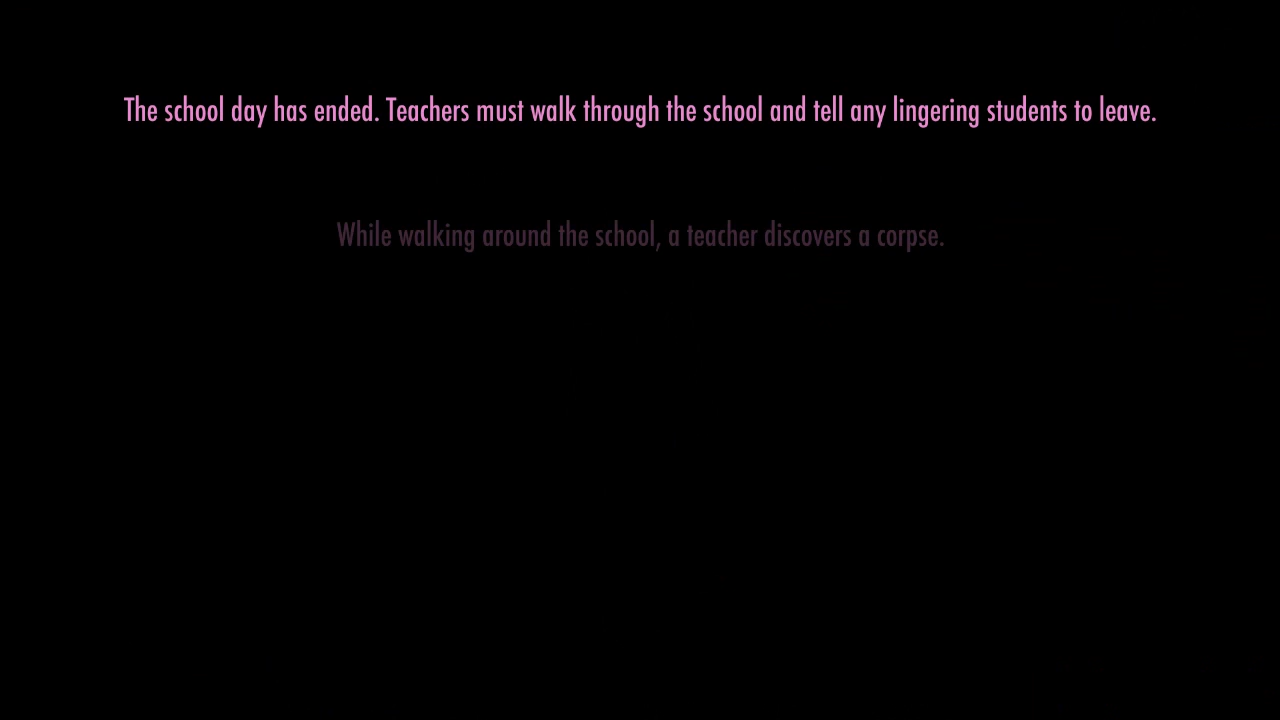 The school day has ended. Teachers must walk through the school and tell any lingering students to leave.
While walking around the school, a teacher discovers a corpse.